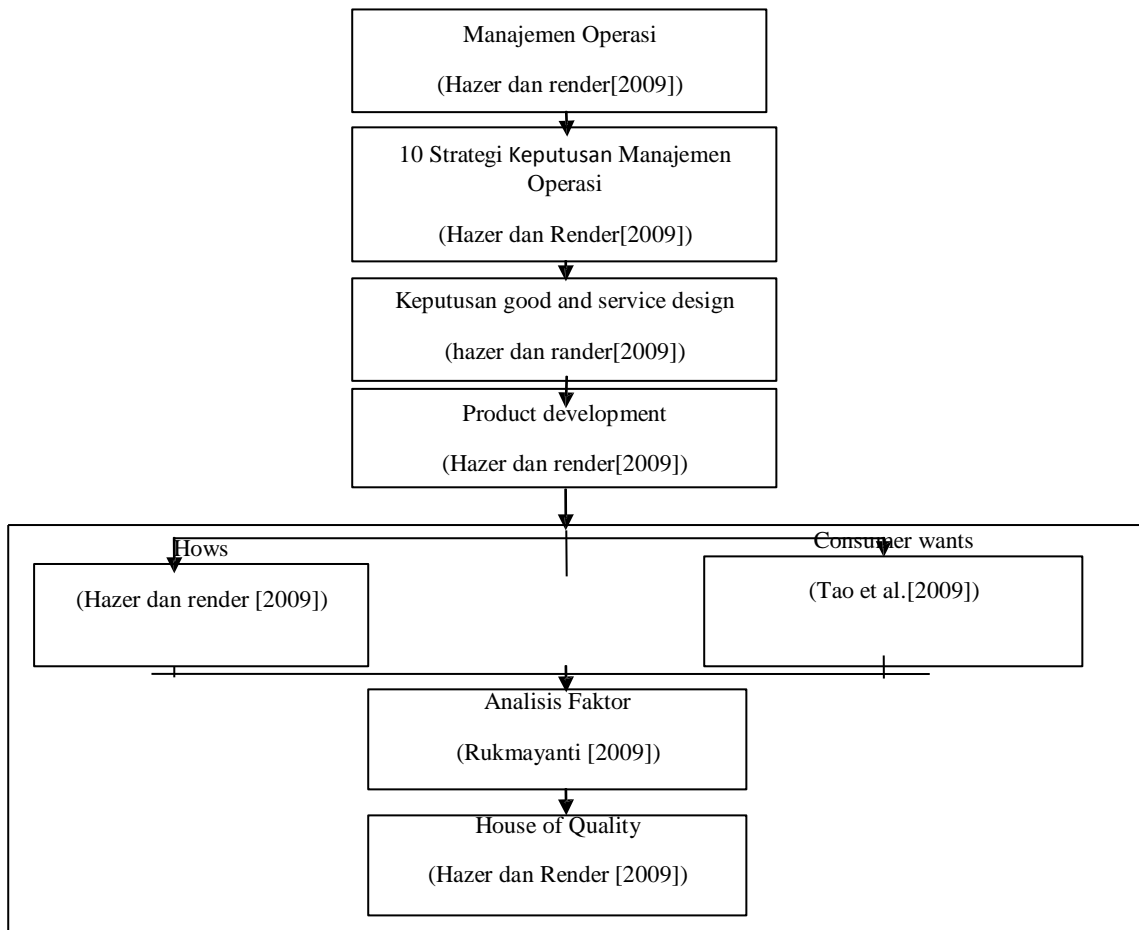 Manajemen Operasi
(Hazer dan render[2009])
10 Strategi Keputusan Manajemen
Operasi
(Hazer dan Render[2009])
Keputusan good and service design
(hazer dan rander[2009])
Product development
(Hazer dan render[2009])
Hows
(Hazer dan render [2009])
Consumer wants
(Tao et al.[2009])
Analisis Faktor
(Rukmayanti [2009])
House of Quality
(Hazer dan Render [2009])